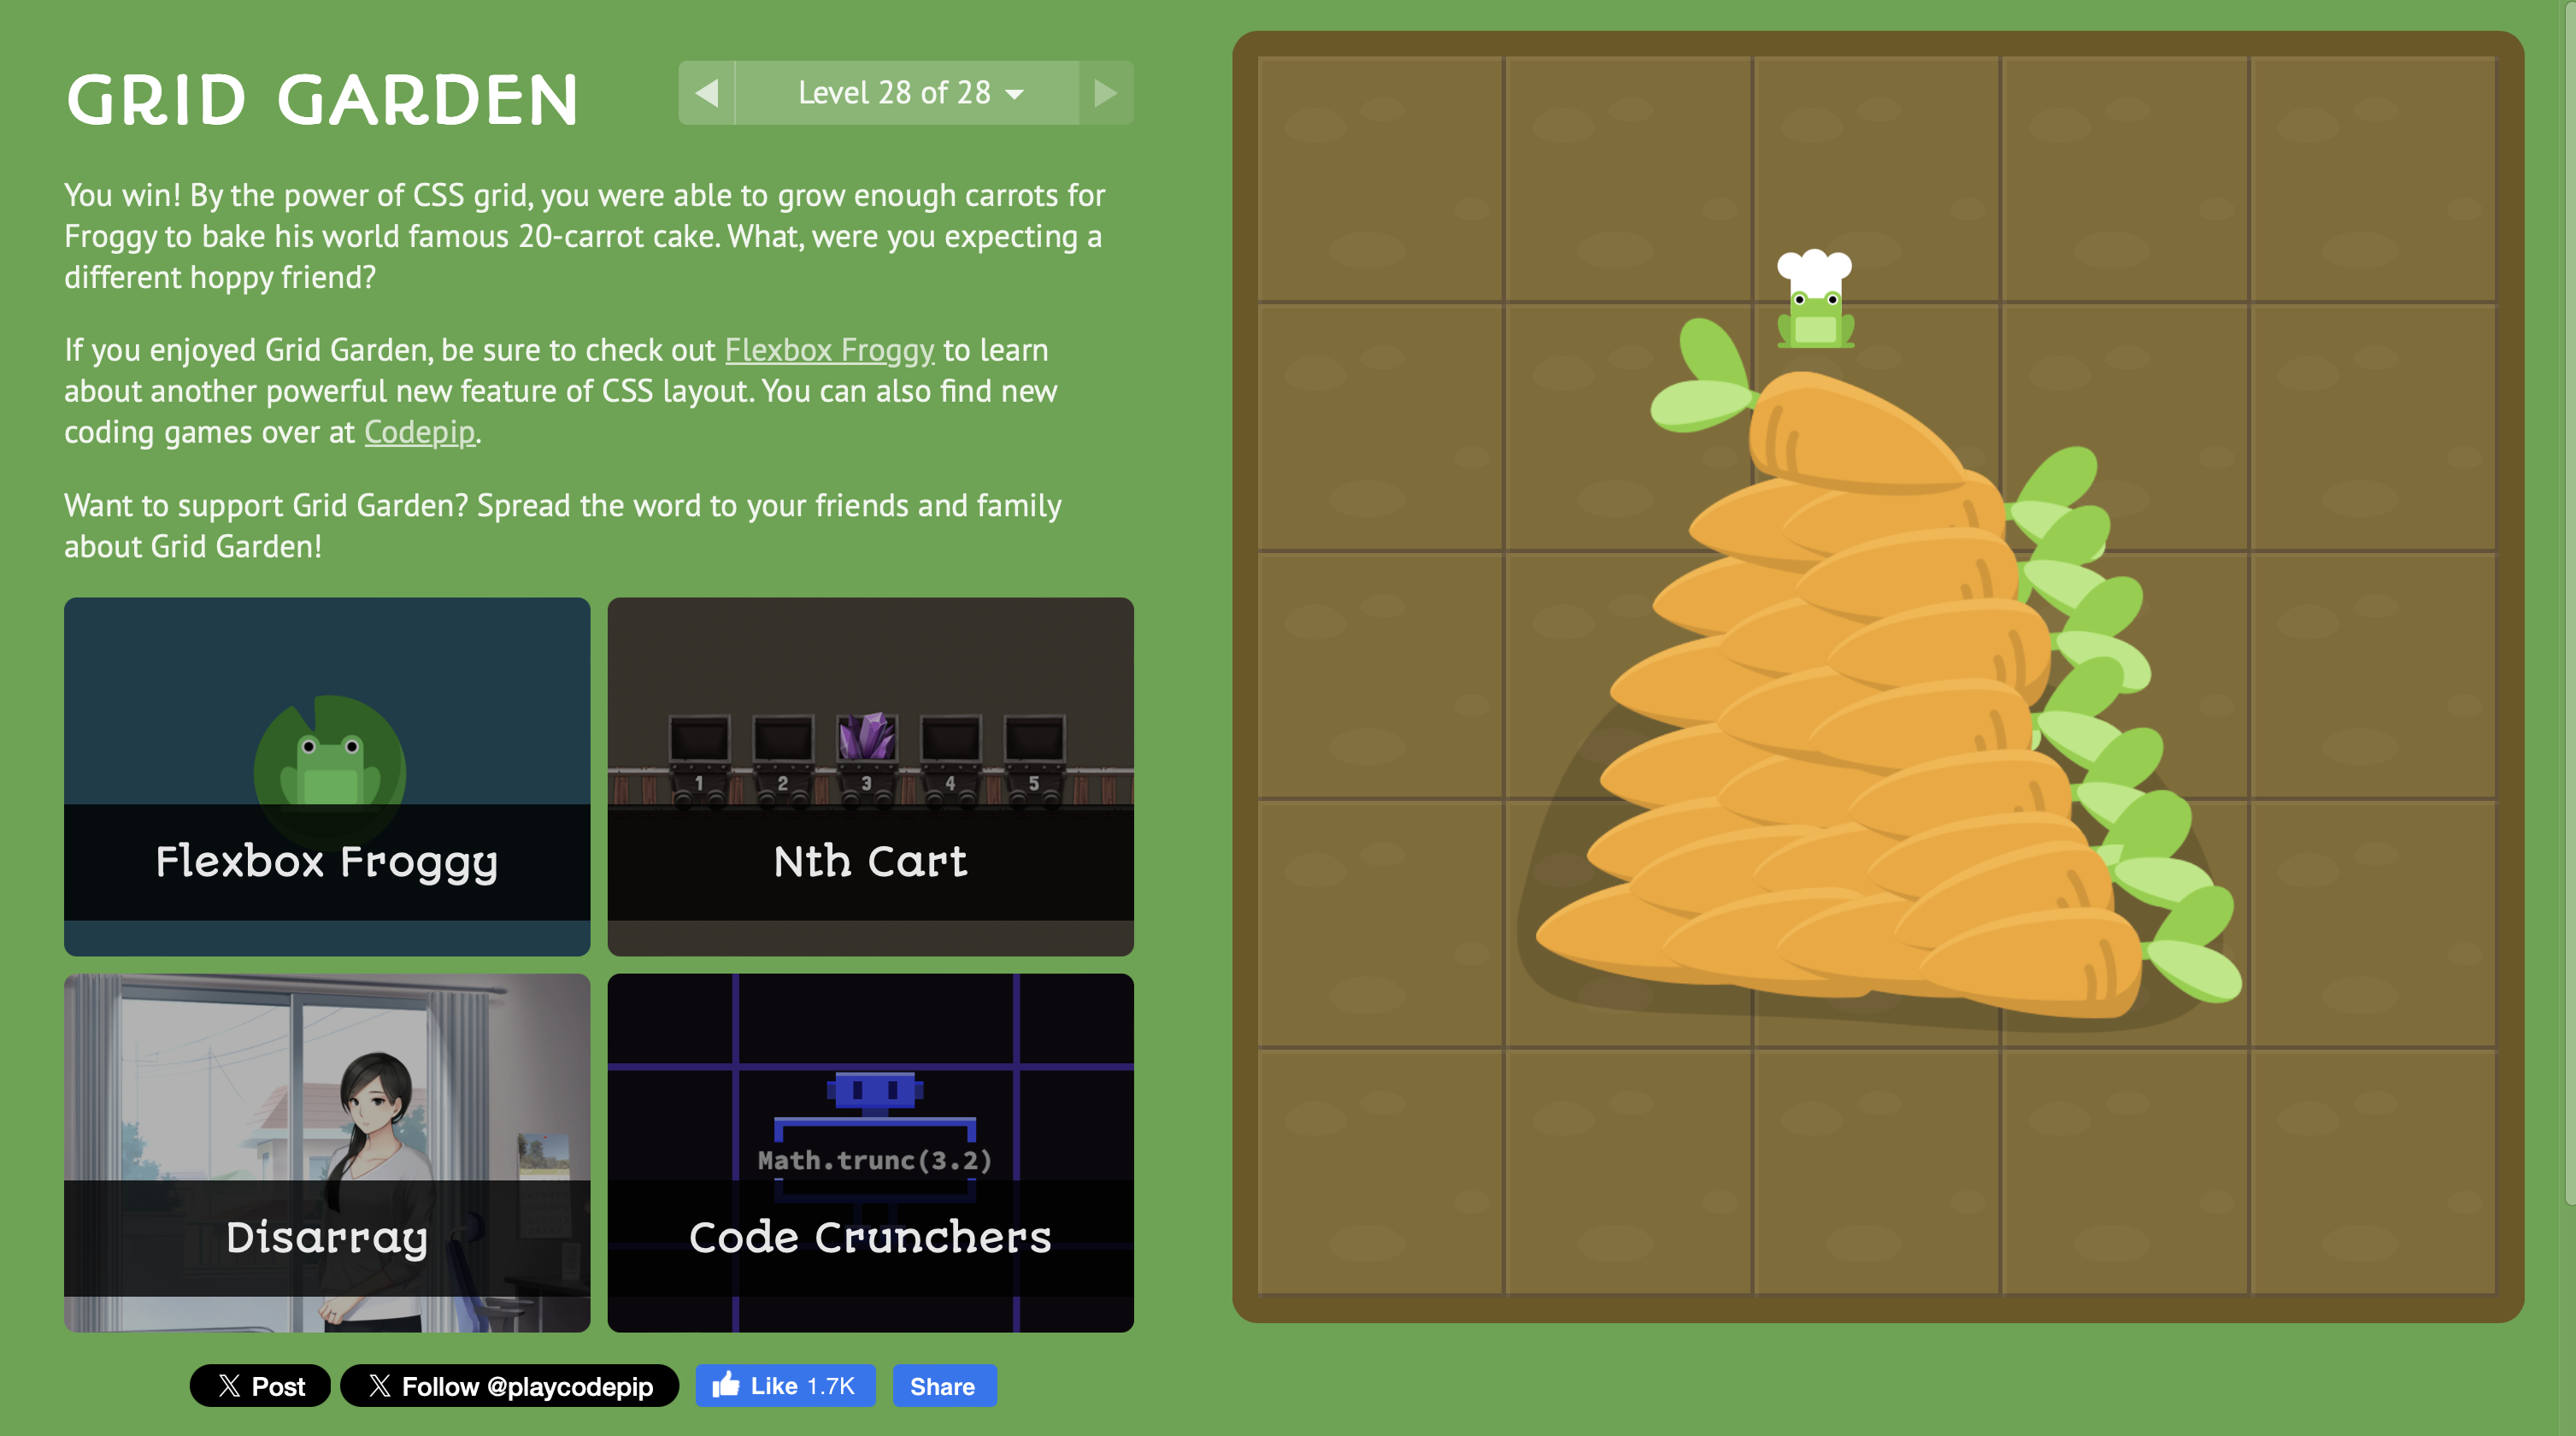 GRID GARDEN
Level 28 of 28
You win! By the power of CSS grid, you were able to grow enough carrots for
Froggy to bake his world famous 20-carrot cake. What, were you expecting a
different hoppy friend?
If you enjoyed Grid Garden, be sure to check out Flexbox Froggy to learn
about another powerful new feature of CSS layout. You can also find new
coding games over at Codepip.
Want to support Grid Garden? Spread the word to your friends and family
about Grid Garden!
Flexbox Froggy
1 2 3 4 5
Nth Cart
Disarray
Math.trunc(3.2)
Code Crunchers
X Post
X Follow @playcodepip
Like 1.7K
Share